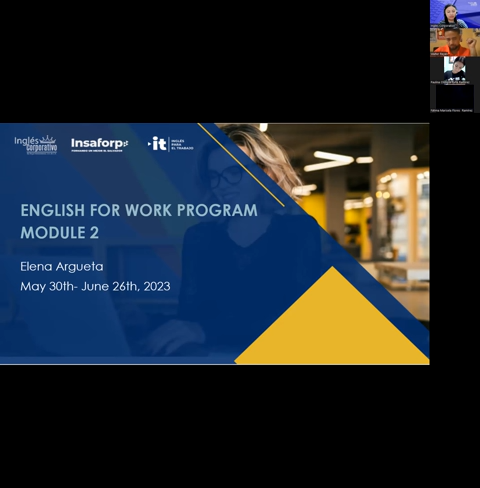 Inglés
Corporativo
Insaforp
it
INGLÉS
PARA
EL TRABAJO
ENGLISH FOR WORK PROGRAM
MODULE 2
Elena Argueta
May 30th- June 26th, 2023